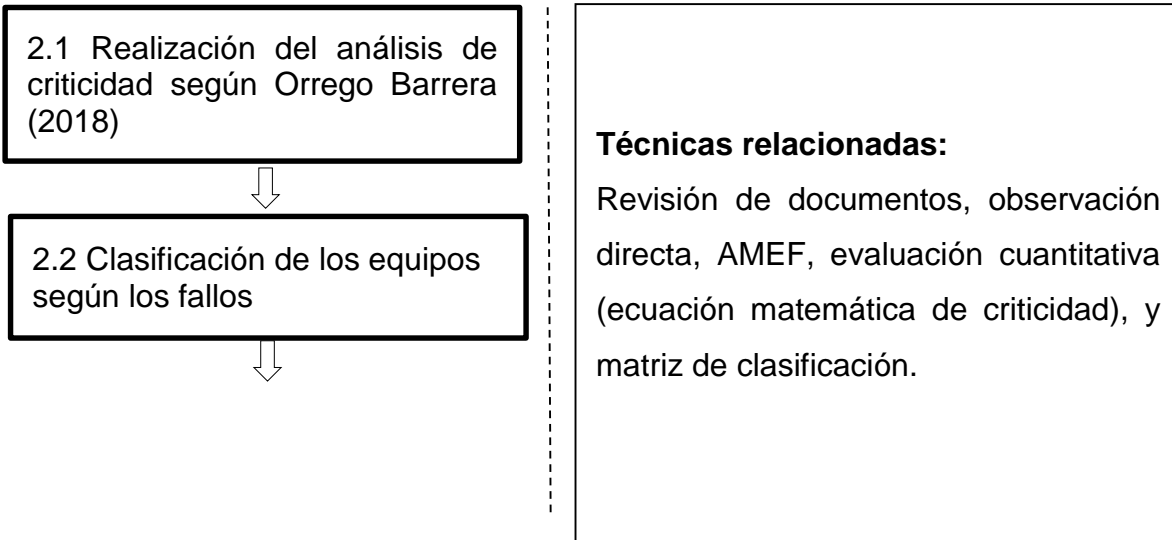 2.1 Realización del análisis de
criticidad según Orrego Barrera
(2018)
2.2 Clasificación de los equipos
según los fallos
Técnicas relacionadas:
Revisión de documentos, observación
directa, AMEF, evaluación cuantitativa
(ecuación matemática de criticidad), y
matriz de clasificación.